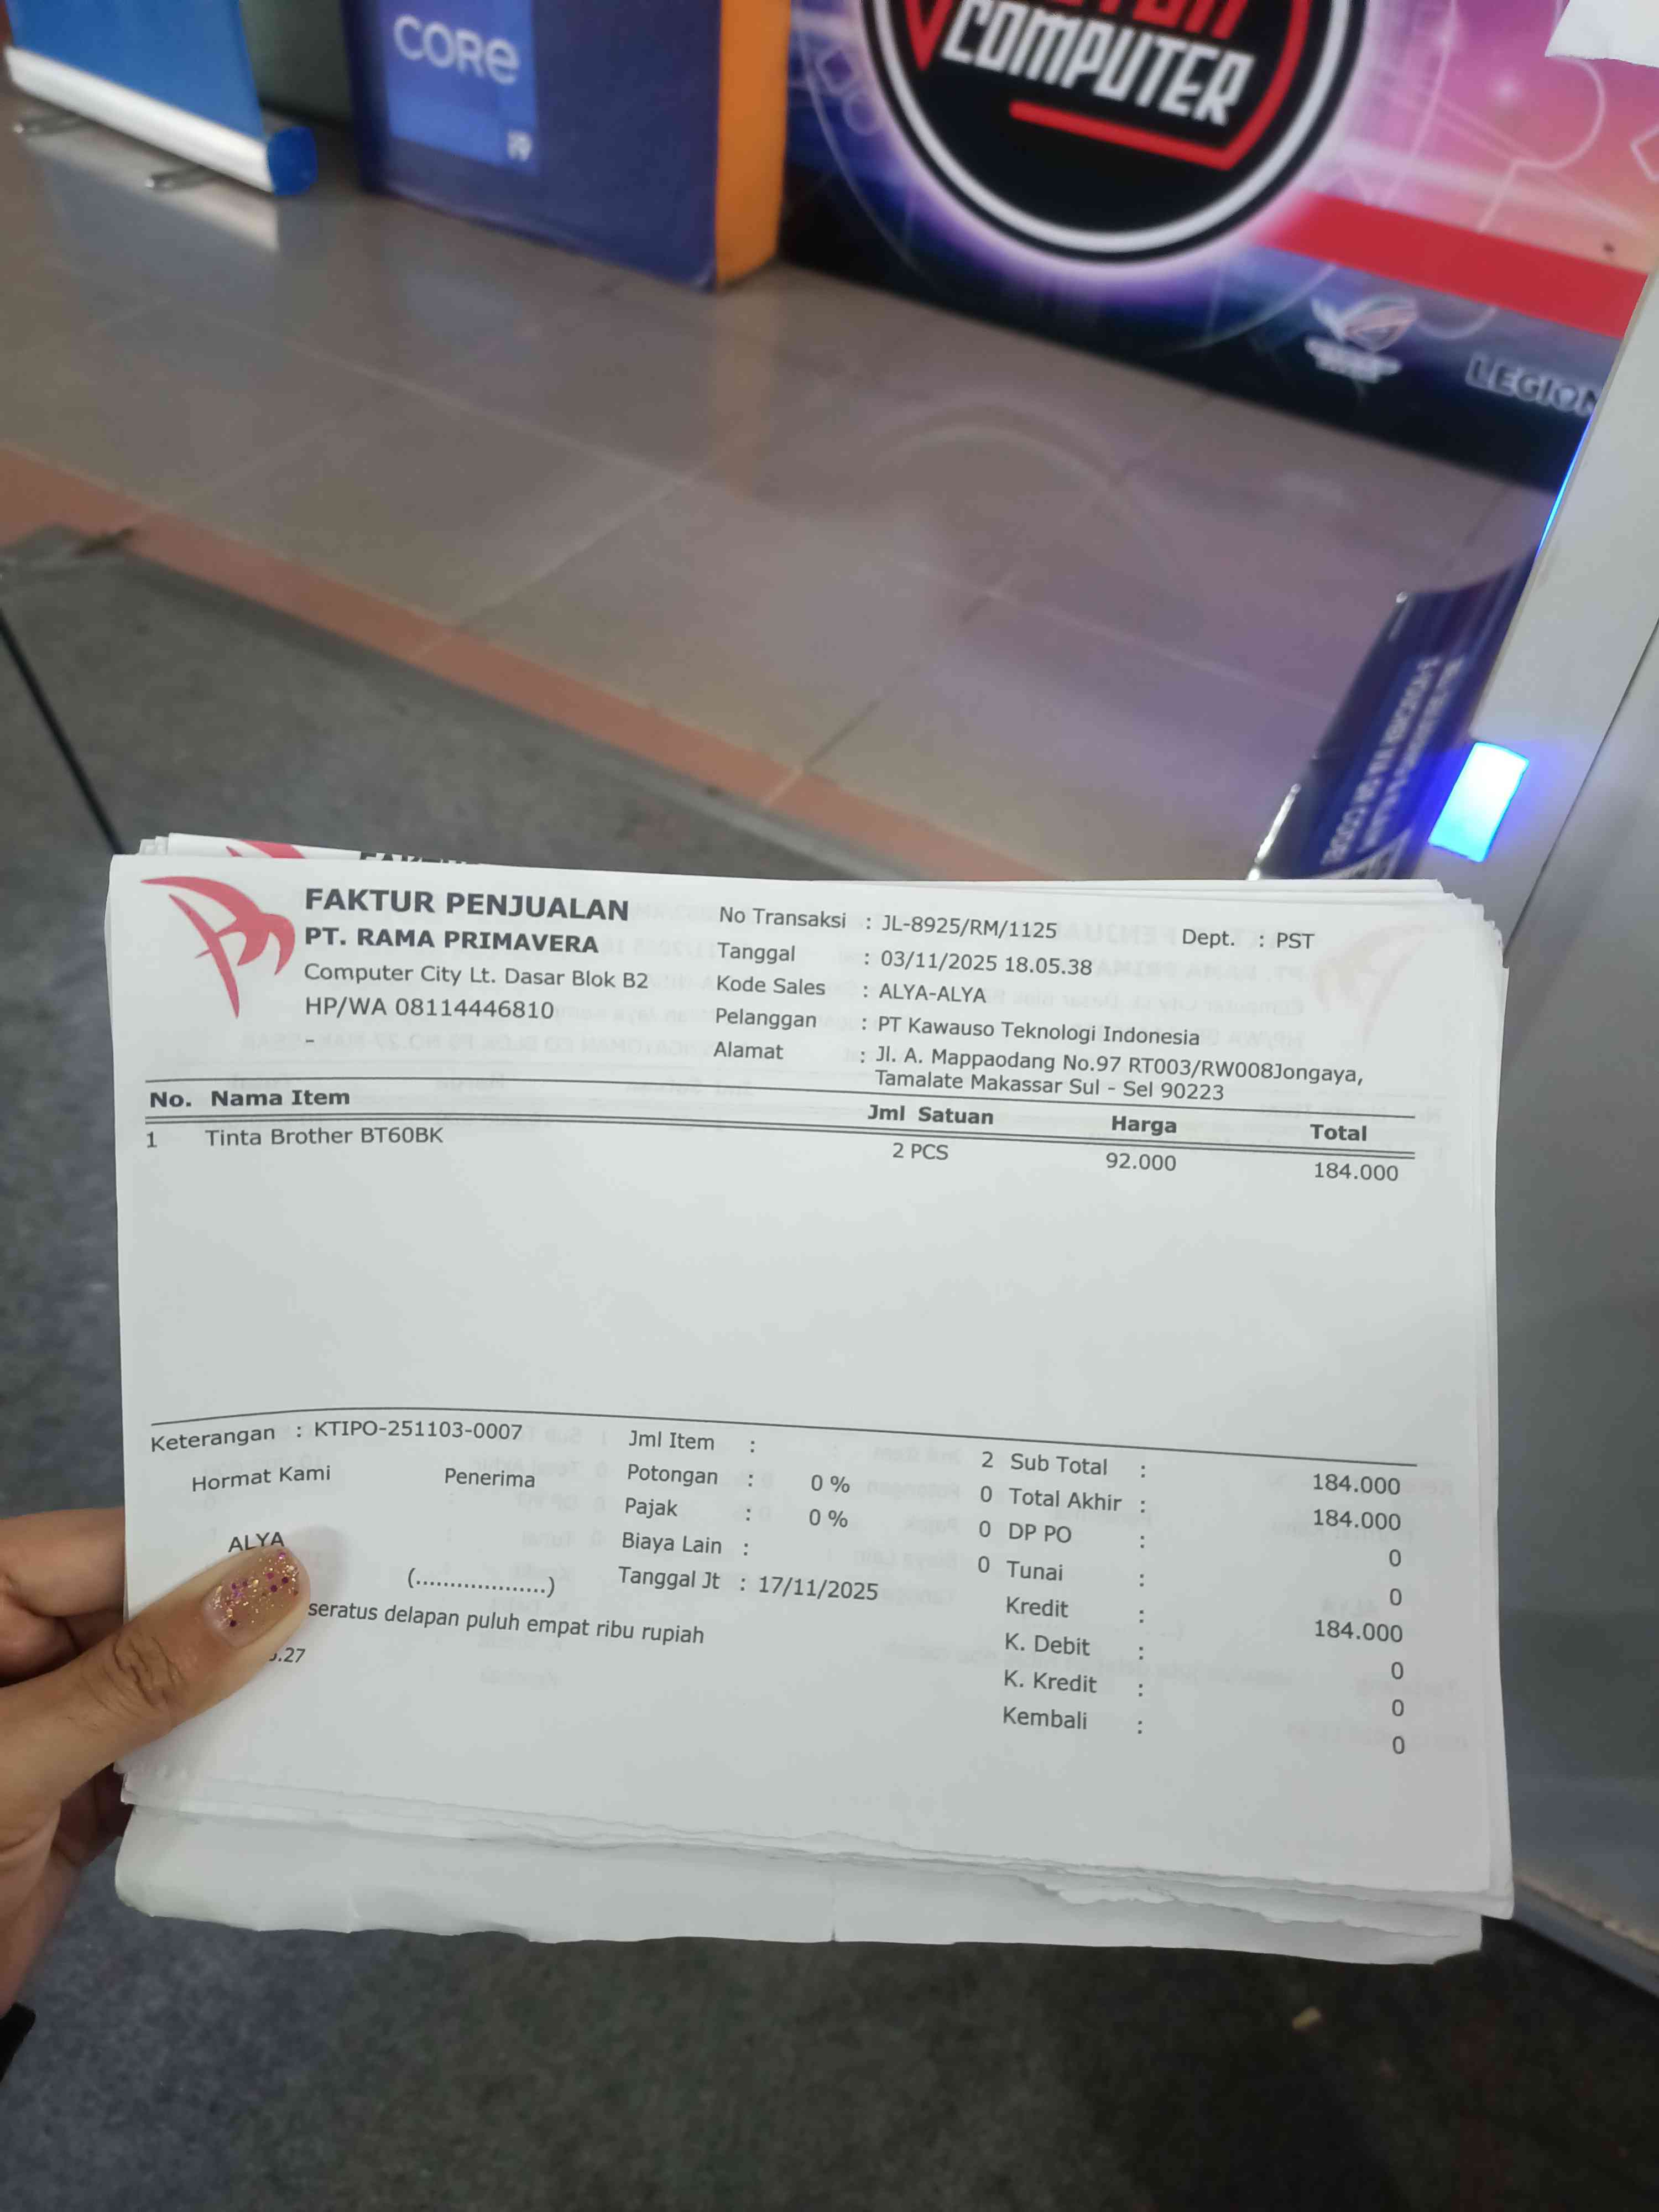 CORE
i9
COMPUTER
LEGION
FAKTUR PENJUALAN
PT. RAMA PRIMAVERA
Computer City Lt. Dasar Blok B2
HP/WA 08114446810
-
No Transaksi : JL-8925/RM/1125 Dept. : PST
Tanggal : 03/11/2025 18.05.38
Kode Sales : ALYA-ALYA
Pelanggan : PT Kawauso Teknologi Indonesia
Alamat : Jl. A. Mappaodang No.97 RT003/RW008Jongaya,
Tamalate Makassar Sul - Sel 90223
No. Nama Item Jml Satuan Harga Total
1 Tinta Brother BT60BK 2 PCS 92.000 184.000
Keterangan : KTIPO-251103-0007
Hormat Kami Penerima
ALYA
(...................)
seratus delapan puluh empat ribu rupiah
.27
Jml Item : 2
Potongan : 0 % 0
Pajak : 0 % 0
Biaya Lain : 0
Tanggal Jt : 17/11/2025
Sub Total : 184.000
Total Akhir : 184.000
DP PO : 0
Tunai : 0
Kredit : 184.000
K. Debit : 0
K. Kredit : 0
Kembali : 0